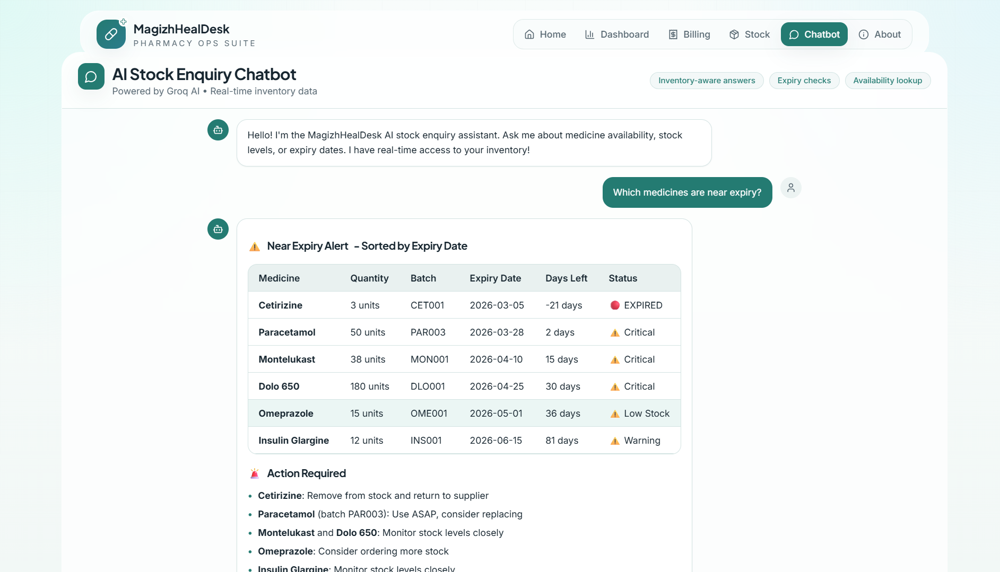 MagizhHealDesk
PHARMACY OPS SUITE
Home
Dashboard
Billing
Stock
Chatbot
About
AI Stock Enquiry Chatbot
Powered by Groq AI • Real-time inventory data
Inventory-aware answers
Expiry checks
Availability lookup
Hello! I'm the MagizhHealDesk AI stock enquiry assistant. Ask me about medicine availability, stock
levels, or expiry dates. I have real-time access to your inventory!
Which medicines are near expiry?
Near Expiry Alert – Sorted by Expiry Date
Medicine Quantity Batch Expiry Date Days Left Status
Cetirizine 3 units CET001 2026-03-05 -21 days EXPIRED
Paracetamol 50 units PAR003 2026-03-28 2 days Critical
Montelukast 38 units MON001 2026-04-10 15 days Critical
Dolo 650 180 units DLO001 2026-04-25 30 days Critical
Omeprazole 15 units OME001 2026-05-01 36 days Low Stock
Insulin Glargine 12 units INS001 2026-06-15 81 days Warning
Action Required
• Cetirizine: Remove from stock and return to supplier
• Paracetamol (batch PAR003): Use ASAP, consider replacing
• Montelukast and Dolo 650: Monitor stock levels closely
• Omeprazole: Consider ordering more stock
• Insulin Glargine: Monitor stock levels closely